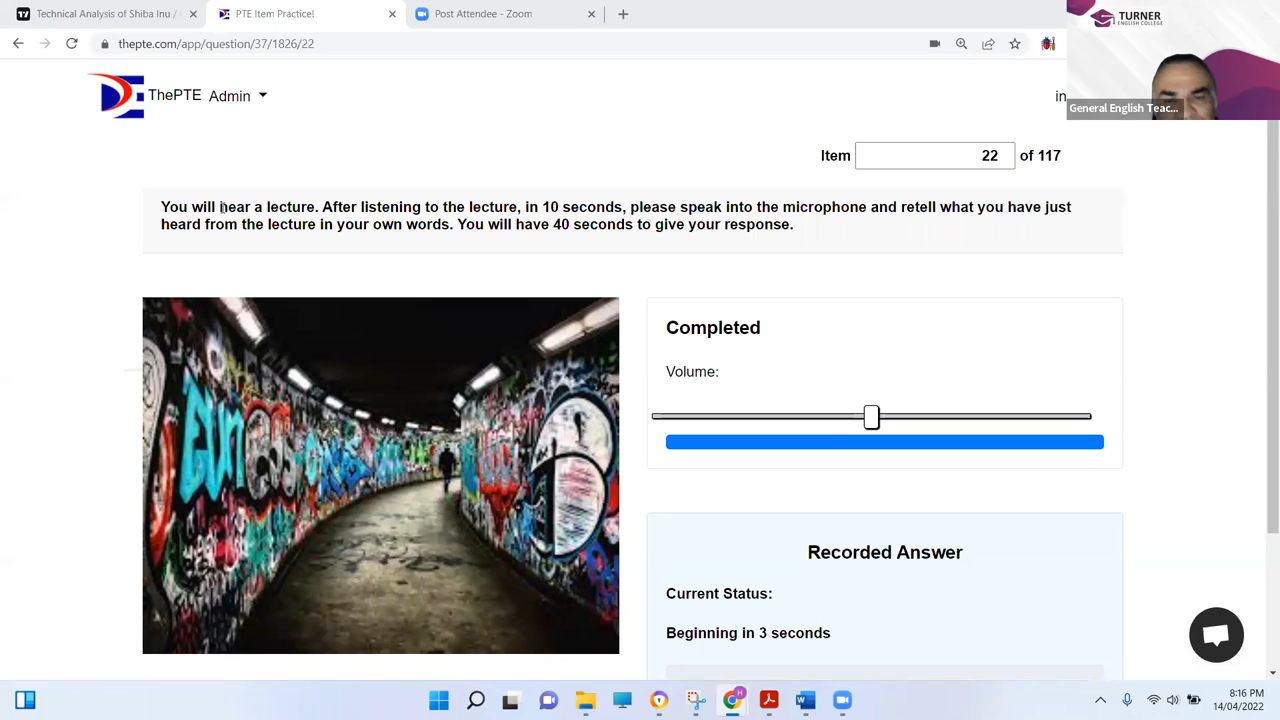 Technical Analysis of Shiba Inu /
PTE Item Practice!
Post Attendee - Zoom
thepte.com/app/question/37/1826/22
TURNER
ENGLISH COLLEGE
General English Teac...
ThePTE Admin
in
Item 22 of 117
You will hear a lecture. After listening to the lecture, in 10 seconds, please speak into the microphone and retell what you have just
heard from the lecture in your own words. You will have 40 seconds to give your response.
Completed
Volume:
Recorded Answer
Current Status:
Beginning in 3 seconds
8:16 PM
14/04/2022